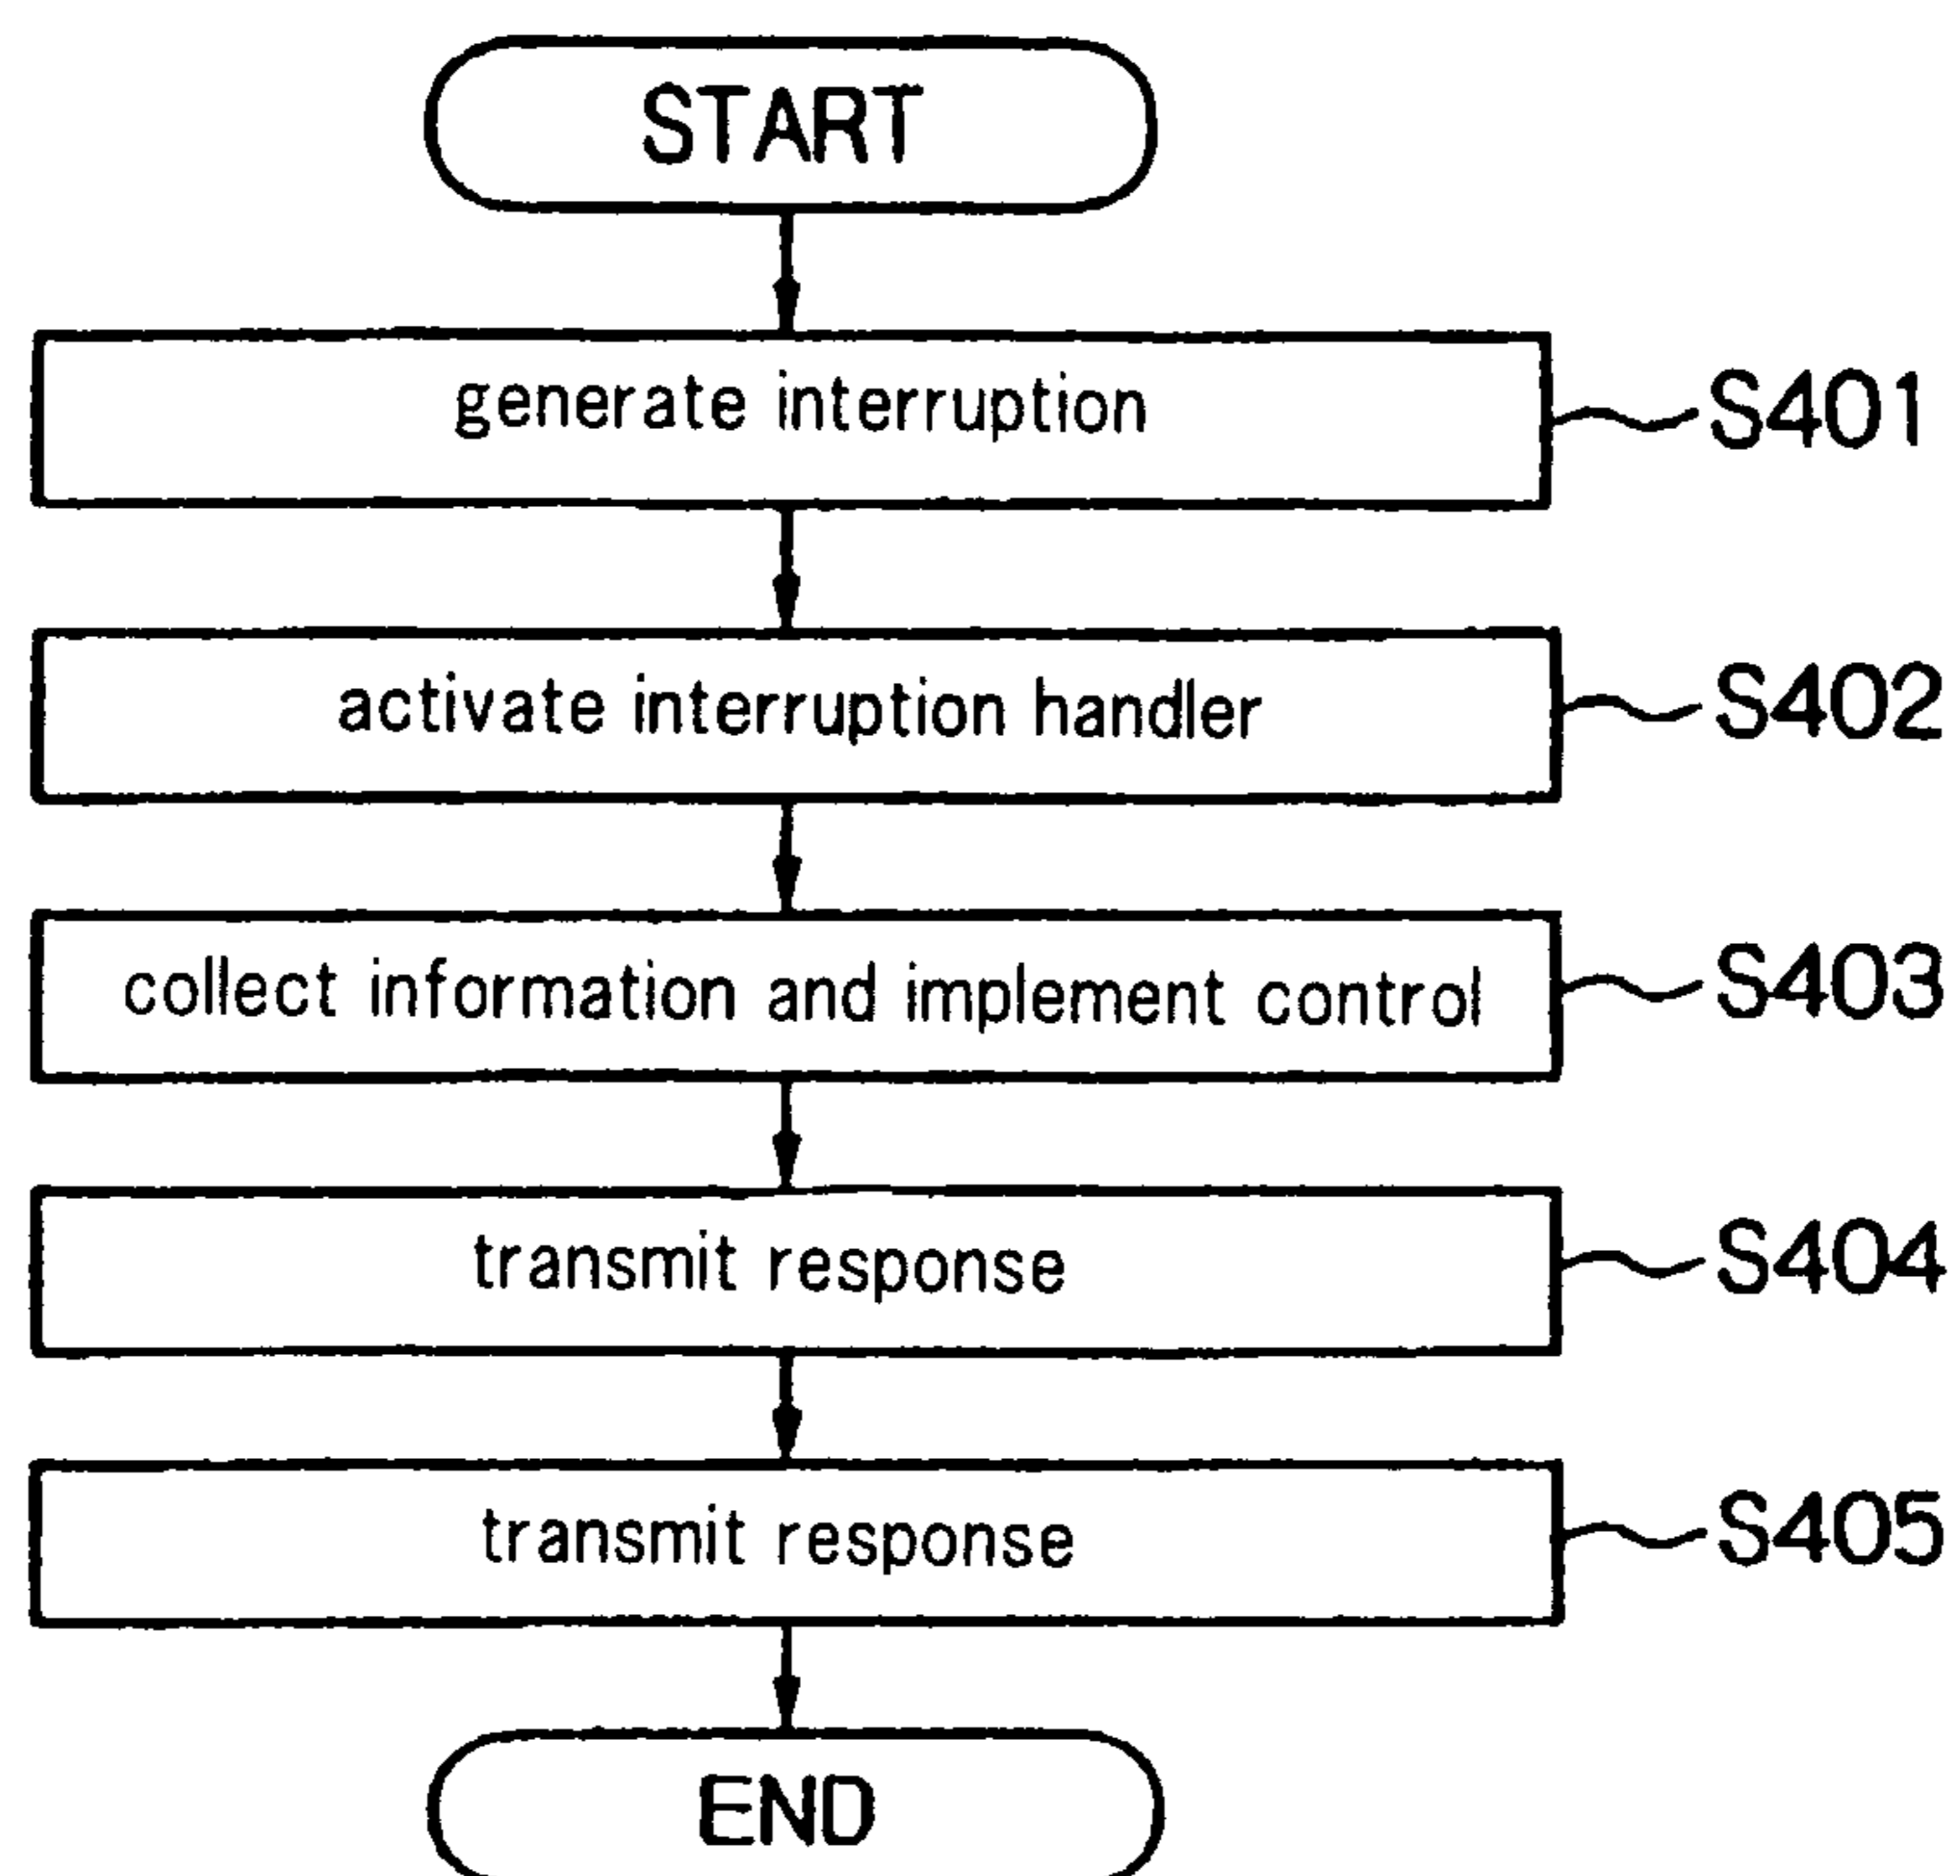 START
generate interruption
S401
activate interruption handler
S402
collect information and implement control
S403
transmit response
S404
transmit response
S405
END